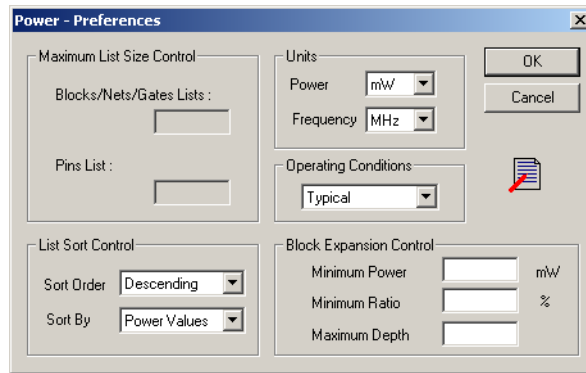 Power - Preferences
Maximum List Size Control
Blocks/Nets/Gates Lists :
Pins List :
Units
Power mW
Frequency MHz
OK
Cancel
Operating Conditions
Typical
List Sort Control
Sort Order Descending
Sort By Power Values
Block Expansion Control
Minimum Power mW
Minimum Ratio %
Maximum Depth